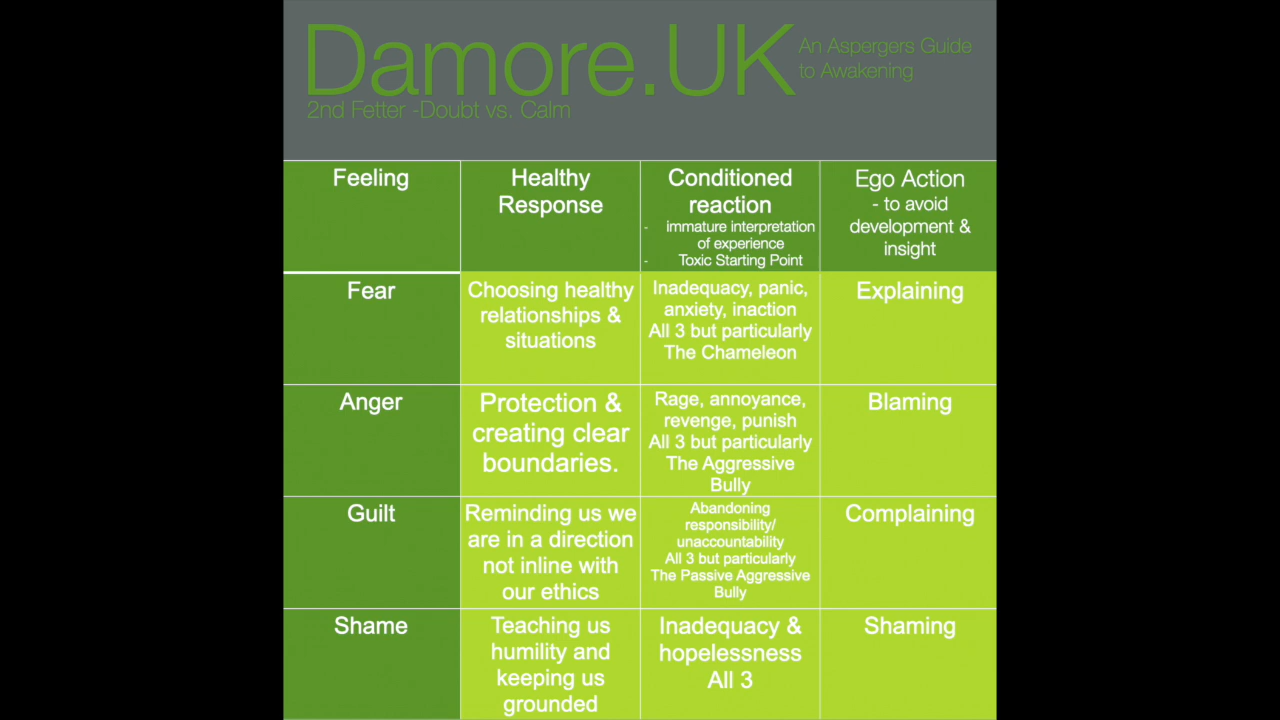 Damore.UK
An Aspergers Guide
to Awakening
2nd Fetter -Doubt vs. Calm
Feeling
Healthy
Response
Conditioned
reaction
- immature interpretation
of experience
- Toxic Starting Point
Ego Action
- to avoid
development &
insight
Fear
Choosing healthy
relationships &
situations
Inadequacy, panic,
anxiety, inaction
All 3 but particularly
The Chameleon
Explaining
Anger
Protection &
creating clear
boundaries.
Rage, annoyance,
revenge, punish
All 3 but particularly
The Aggressive
Bully
Blaming
Guilt
Reminding us we
are in a direction
not inline with
our ethics
Abandoning
responsibility/
unaccountability
All 3 but particularly
The Passive Aggressive
Bully
Complaining
Shame
Teaching us
humility and
keeping us
grounded
Inadequacy &
hopelessness
All 3
Shaming